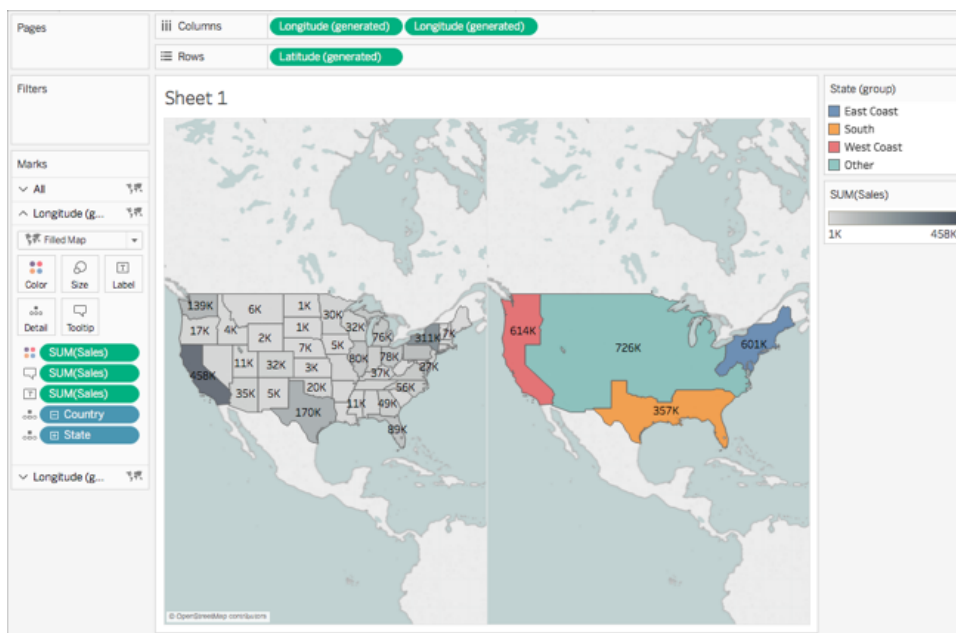 Pages
Columns
Longitude (generated) Longitude (generated)
Rows
Latitude (generated)
Filters
Marks
All
Longitude (g...
Filled Map
Color Size Label
Detail Tooltip
SUM(Sales)
SUM(Sales)
SUM(Sales)
Country
State
Longitude (g...
Sheet 1
139K 6K 1K 30K
17K 4K 1K 32K 76K 311K 7K
2K 5K
458K 11K 32K 7K 80K 78K 27K
3K 37K
35K 5K 20K 56K
170K 11K 49K
89K
614K 726K 601K
357K
© OpenStreetMap contributors
State (group)
East Coast
South
West Coast
Other
SUM(Sales)
1K 458K